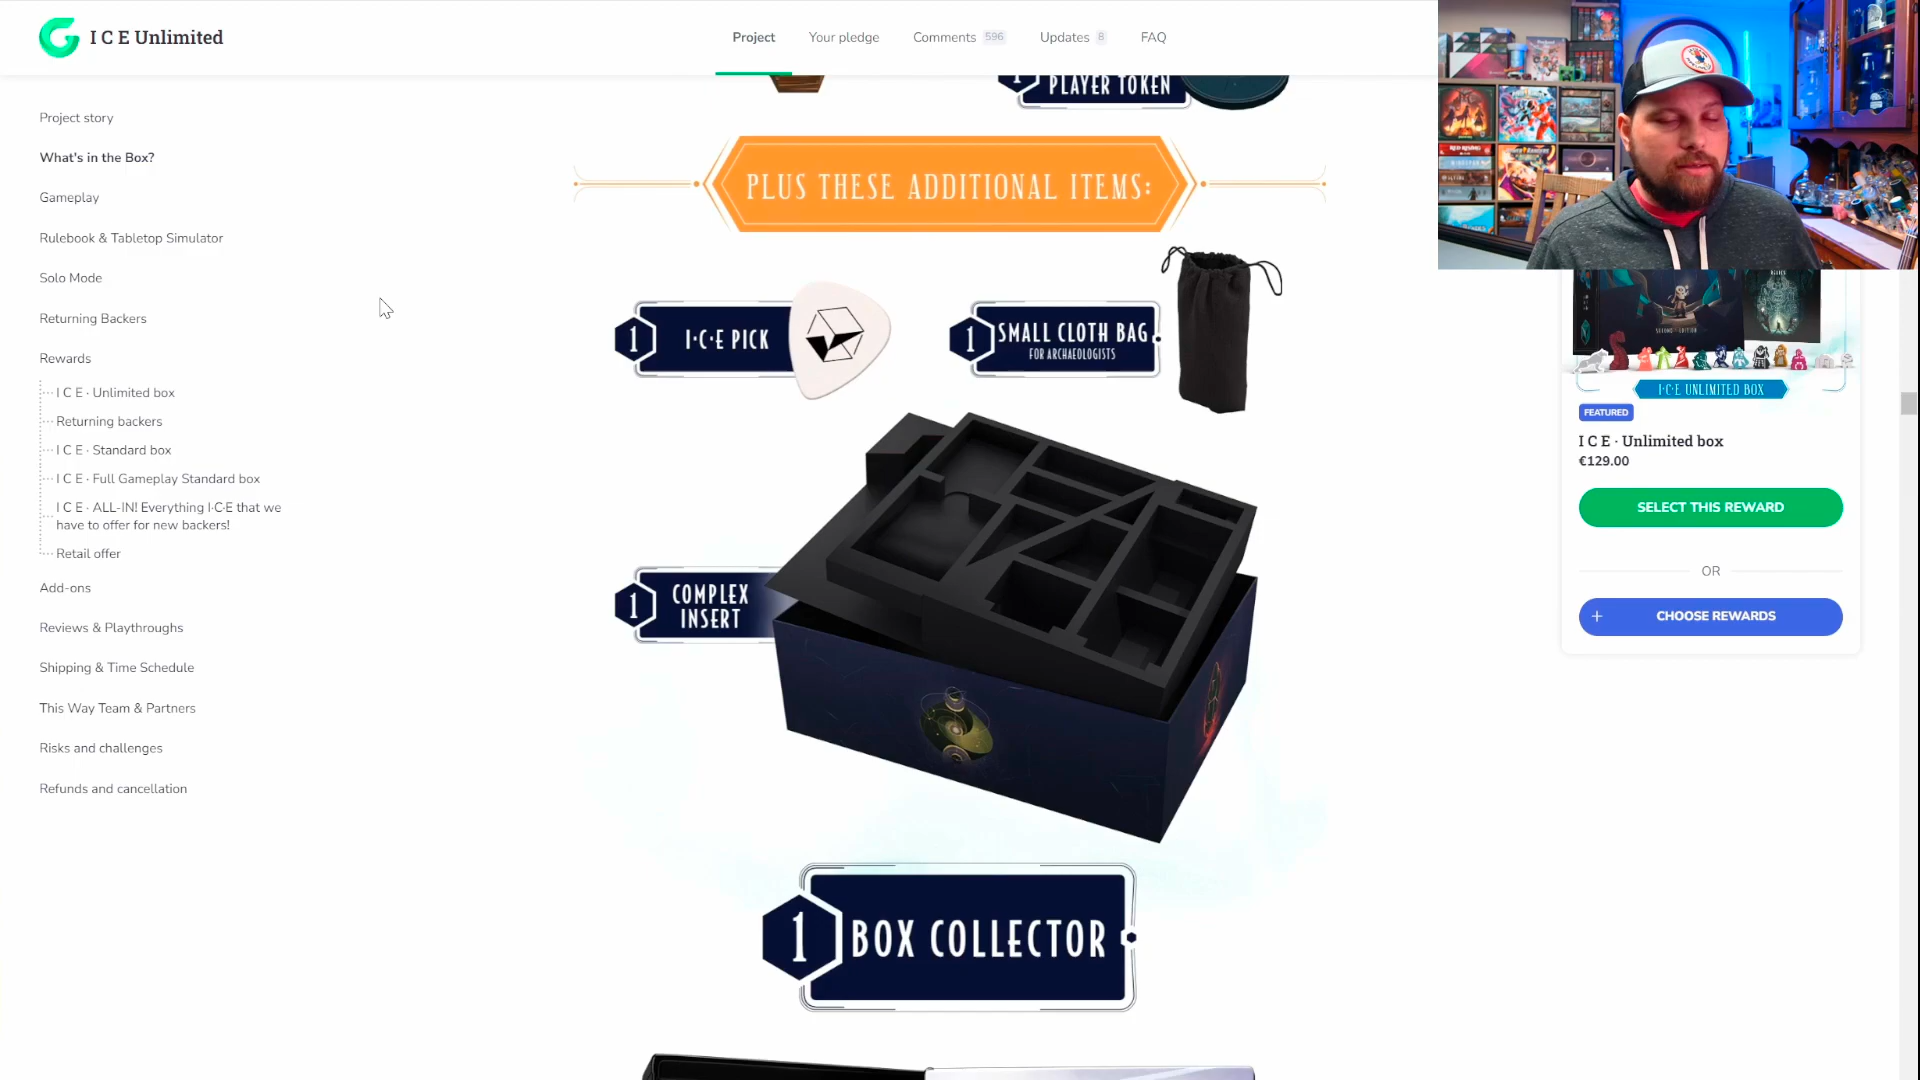 I C E Unlimited
Project
Your pledge
Comments 596
Updates 8
FAQ
Project story
What's in the Box?
Gameplay
Rulebook & Tabletop Simulator
Solo Mode
Returning Backers
Rewards
I C E · Unlimited box
Returning backers
I C E · Standard box
I C E · Full Gameplay Standard box
I C E · ALL-IN! Everything I·C·E that we
have to offer for new backers!
Retail offer
Add-ons
Reviews & Playthroughs
Shipping & Time Schedule
This Way Team & Partners
Risks and challenges
Refunds and cancellation
1 PLAYER TOKEN
PLUS THESE ADDITIONAL ITEMS:
1 I·C·E PICK
1 SMALL CLOTH BAG
FOR ARCHAEOLOGISTS
1 COMPLEX
INSERT
1 BOX COLLECTOR
SECOND EDITION
I·C·E UNLIMITED BOX
FEATURED
I C E · Unlimited box
€129.00
SELECT THIS REWARD
OR
+ CHOOSE REWARDS